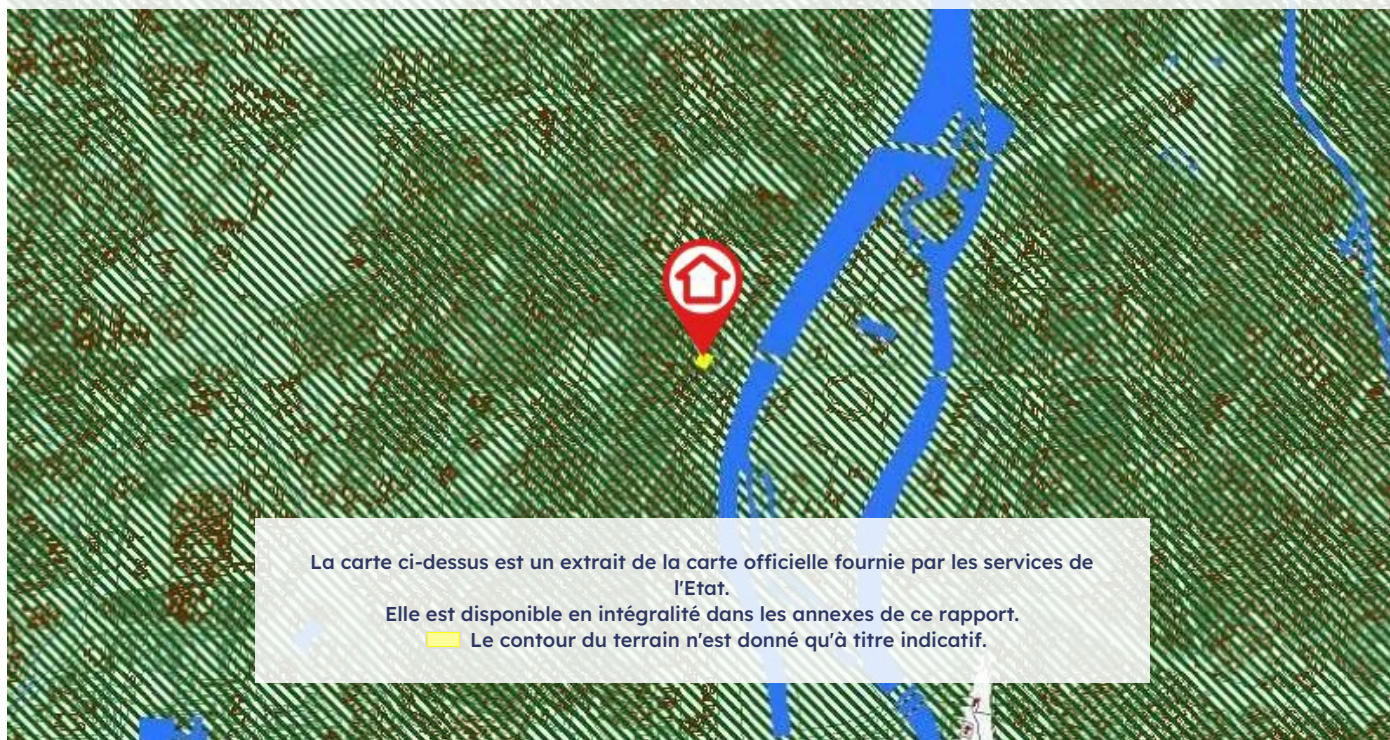 La carte ci-dessus est un extrait de la carte officielle fournie par les services de
l'Etat.
Elle est disponible en intégralité dans les annexes de ce rapport.
Le contour du terrain n'est donné qu'à titre indicatif.